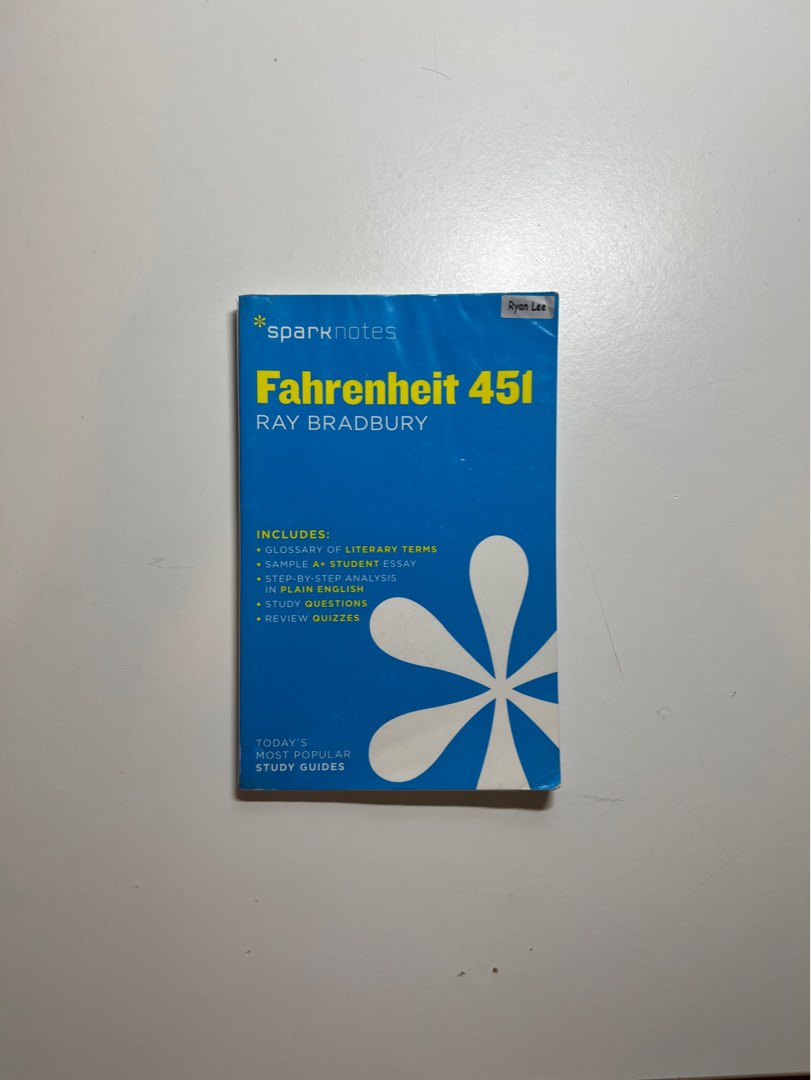 Ryan Lee
*sparknotes
Fahrenheit 451
RAY BRADBURY
INCLUDES:
• GLOSSARY OF LITERARY TERMS
• SAMPLE A+ STUDENT ESSAY
• STEP-BY-STEP ANALYSIS
IN PLAIN ENGLISH
• STUDY QUESTIONS
• REVIEW QUIZZES
TODAY'S
MOST POPULAR
STUDY GUIDES